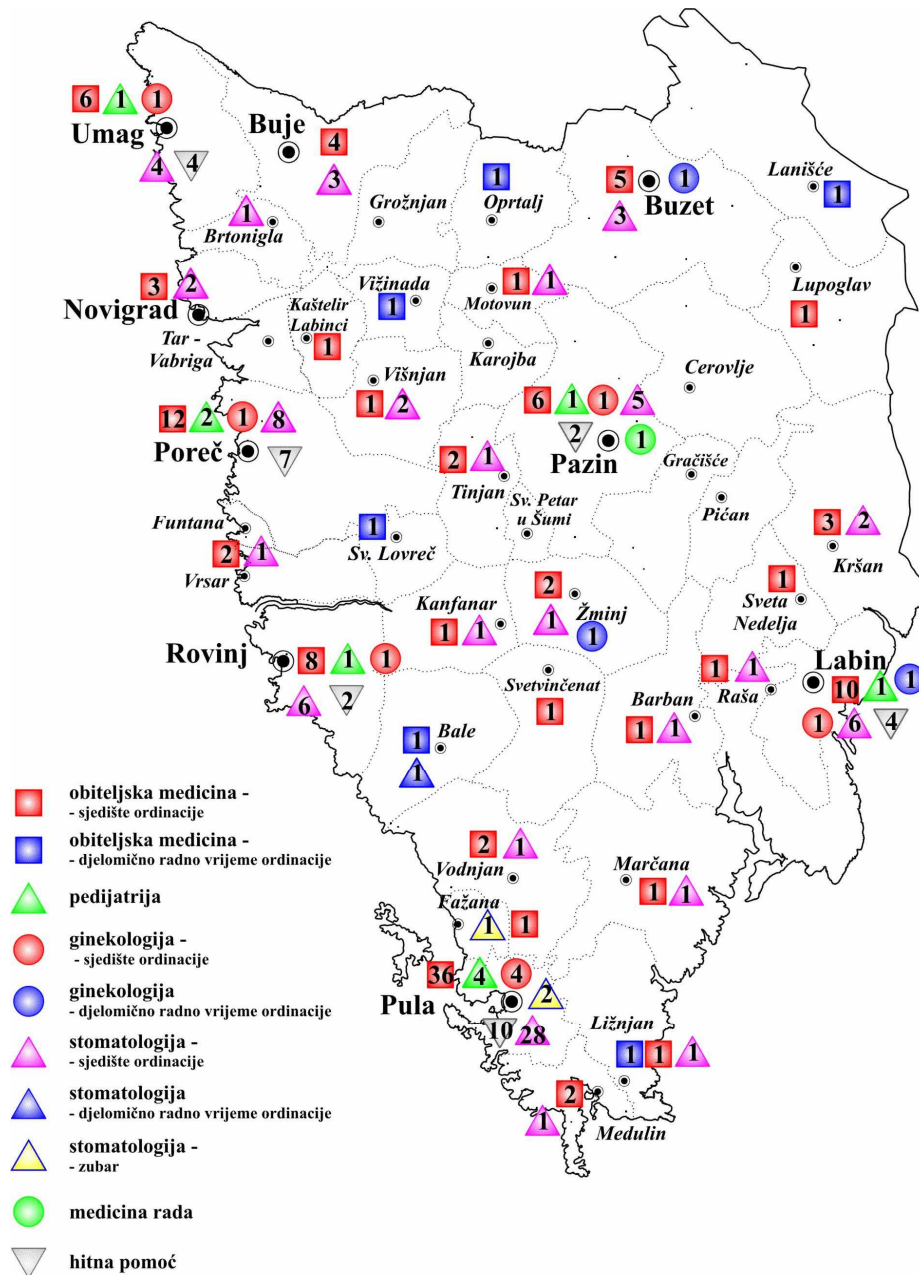 6 1 1
Umag
4 4
Buje
4
3
1
Oprtalj
5 1
Buzet
3
Lanišće
1
1
Brtonigla
Grožnjan
3 2
Novigrad
Tar -
Vabriga
Kaštelir
Labinci
1
Vižinada
1
1 1
Motovun
Karojba
Lupoglav
1
Višnjan
1 2
Cerovlje
12 2 1 8
Poreč
7
6 1 1 5
2 1
Pazin
2 1
Tinjan
Sv. Petar
u Šumi
Gračišće
Pićan
Funtana
2 1
Vrsar
1
Sv. Lovreč
3 2
Kršan
1
Sveta
Nedelja
2
Žminj
1 1
Kanfanar
1 1
Rovinj
8 1 1
6 2
Svetvinčenat
1
1 1
Raša
Labin
10 1 1
1 6 4
Barban
1 1
1
Bale
1
2 1
Vodnjan
Marčana
1 1
Fažana
1 1
36 4 4
Pula
2
10 28
Ližnjan
1 1 1
2
1
Medulin
obiteljska medicina -
- sjedište ordinacije
obiteljska medicina -
- djelomično radno vrijeme ordinacije
pedijatrija
ginekologija -
- sjedište ordinacije
ginekologija
- djelomično radno vrijeme ordinacije
stomatologija -
- sjedište ordinacije
stomatologija
- djelomično radno vrijeme ordinacije
stomatologija -
- zubar
medicina rada
hitna pomoć